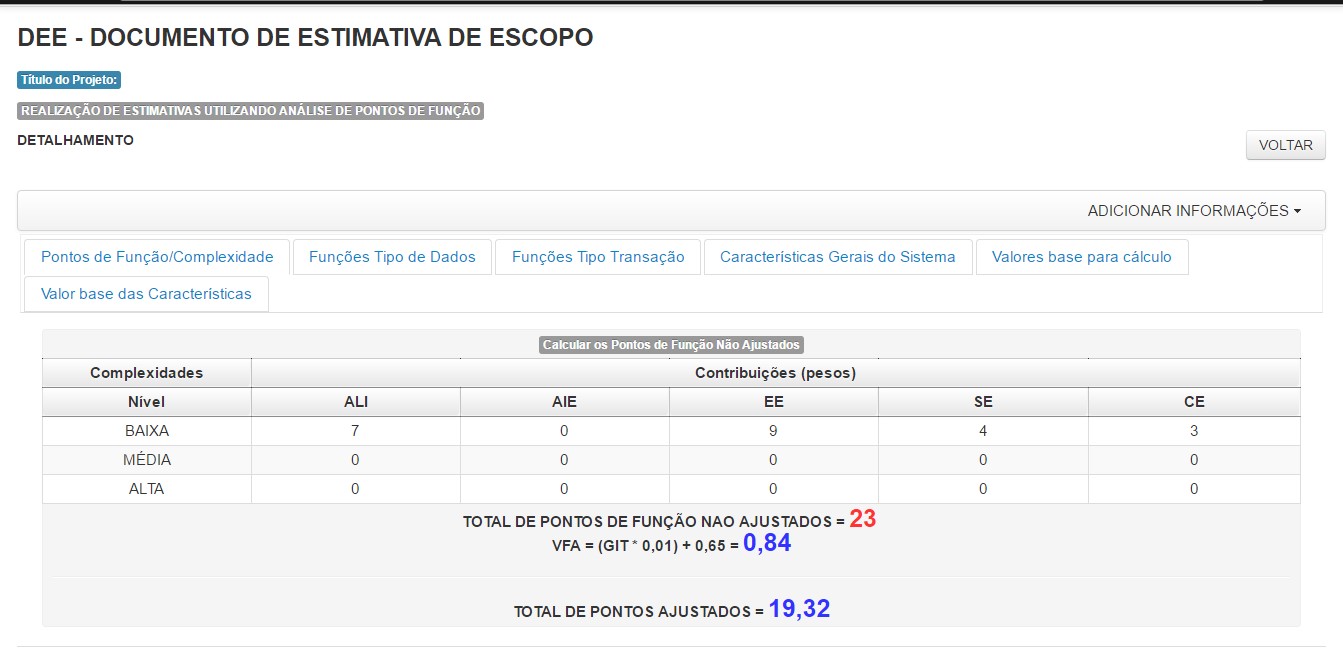 DEE - DOCUMENTO DE ESTIMATIVA DE ESCOPO
Título do Projeto:
REALIZAÇÃO DE ESTIMATIVAS UTILIZANDO ANÁLISE DE PONTOS DE FUNÇÃO
DETALHAMENTO
VOLTAR
ADICIONAR INFORMAÇÕES
Pontos de Função/Complexidade Funções Tipo de Dados Funções Tipo Transação Características Gerais do Sistema Valores base para cálculo
Valor base das Características
Calcular os Pontos de Função Não Ajustados
Complexidades Contribuições (pesos)
Nível ALI AIE EE SE CE
BAIXA 7 0 9 4 3
MÉDIA 0 0 0 0 0
ALTA 0 0 0 0 0
TOTAL DE PONTOS DE FUNÇÃO NAO AJUSTADOS = 23
VFA = (GIT * 0,01) + 0,65 = 0,84
TOTAL DE PONTOS AJUSTADOS = 19,32